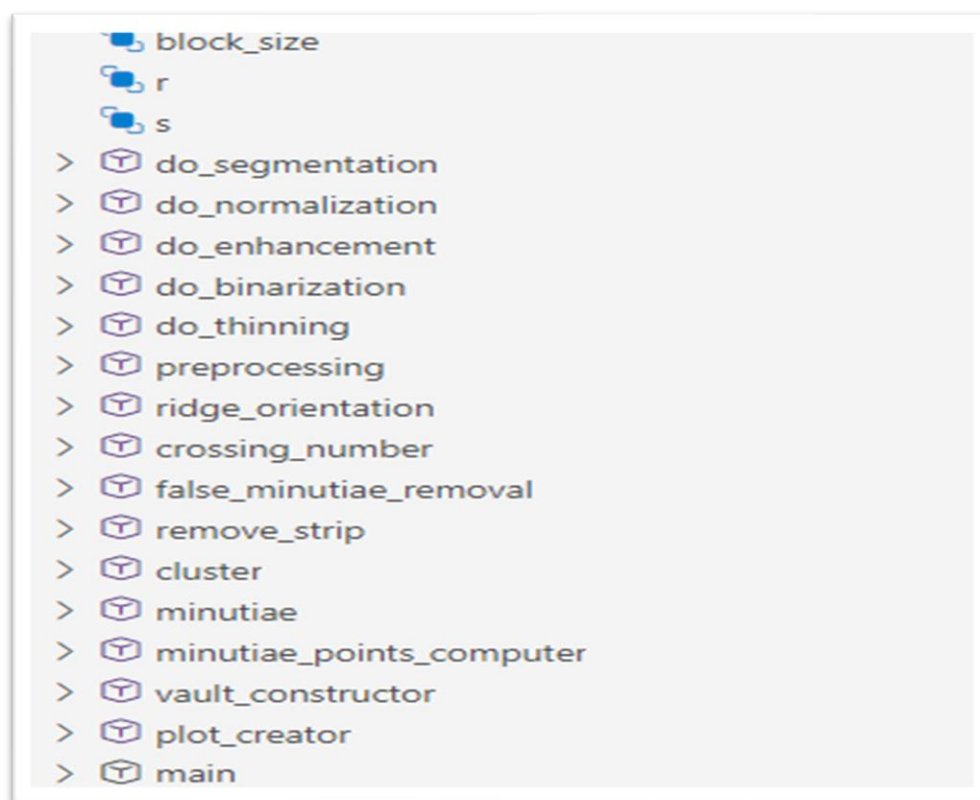 block_size
r
s
do_segmentation
do_normalization
do_enhancement
do_binarization
do_thinning
preprocessing
ridge_orientation
crossing_number
false_minutiae_removal
remove_strip
cluster
minutiae
minutiae_points_computer
vault_constructor
plot_creator
main